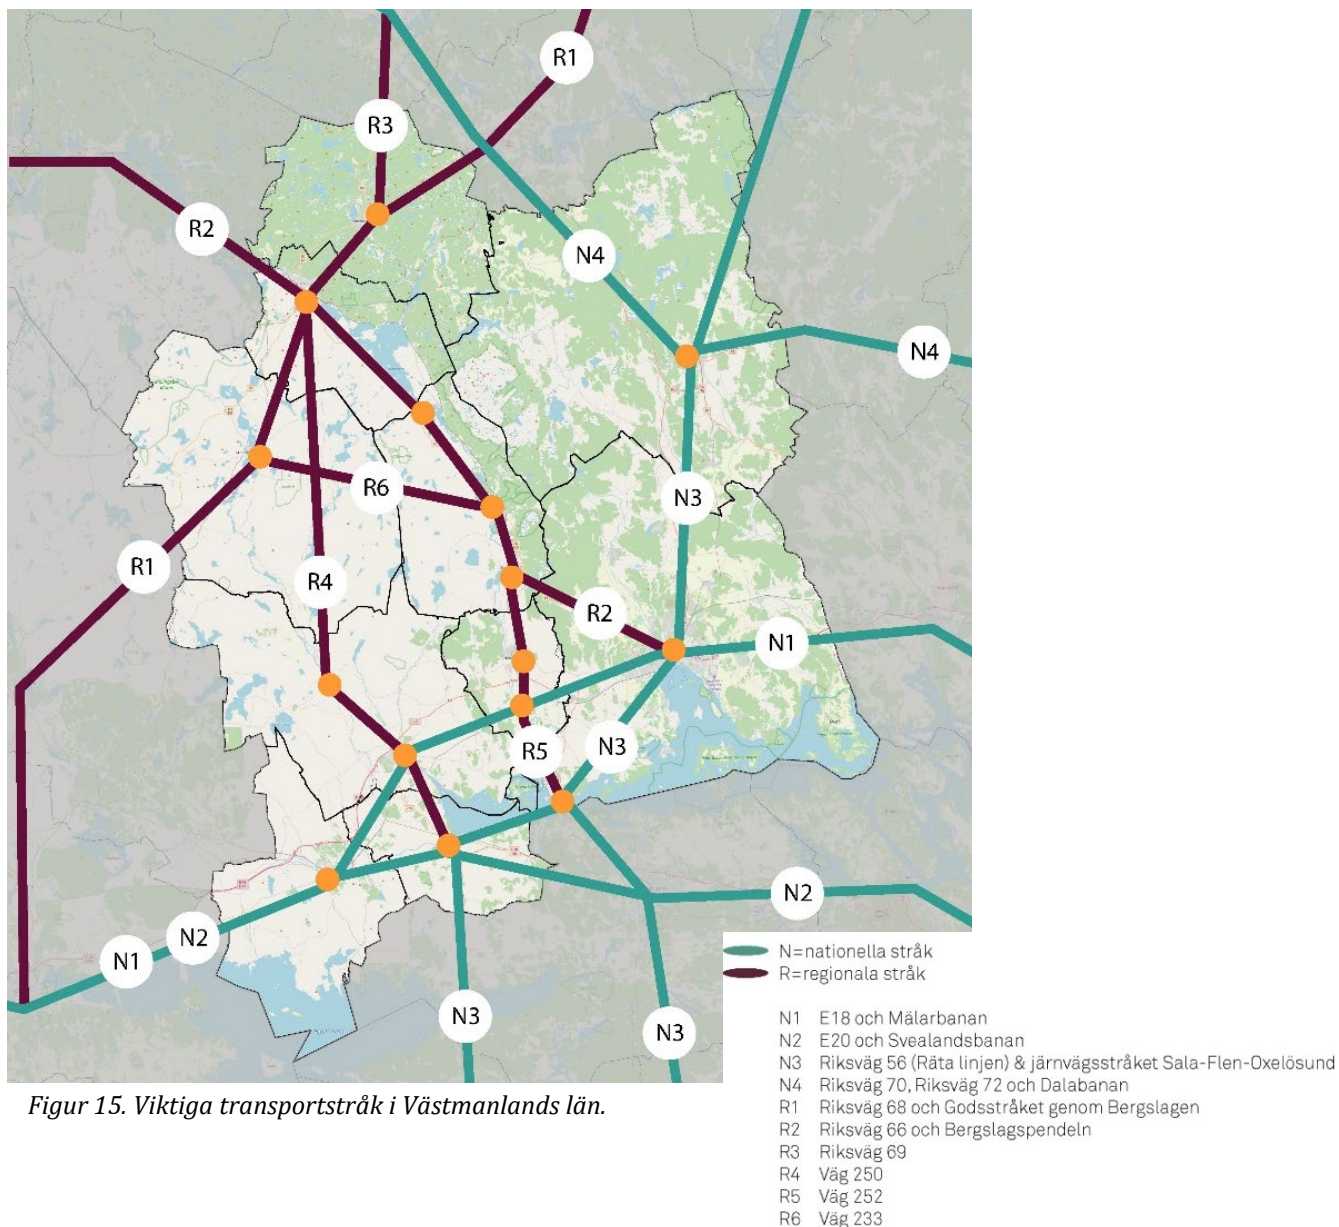 R1
R3
R2
N4
N4
R6
N3
R1
R4
R2
N1
R5
N3
N2
N2
N1
N3
N3
N=nationella stråk
R=regionala stråk
N1 E18 och Mälarbanan
N2 E20 och Svealandsbanan
N3 Riksväg 56 (Räta linjen) & järnvägsstråket Sala-Flen-Oxelösund
N4 Riksväg 70, Riksväg 72 och Dalabanan
R1 Riksväg 68 och Godsstråket genom Bergslagen
R2 Riksväg 66 och Bergslagspendeln
R3 Riksväg 69
R4 Väg 250
R5 Väg 252
R6 Väg 233
Figur 15. Viktiga transportstråk i Västmanlands län.